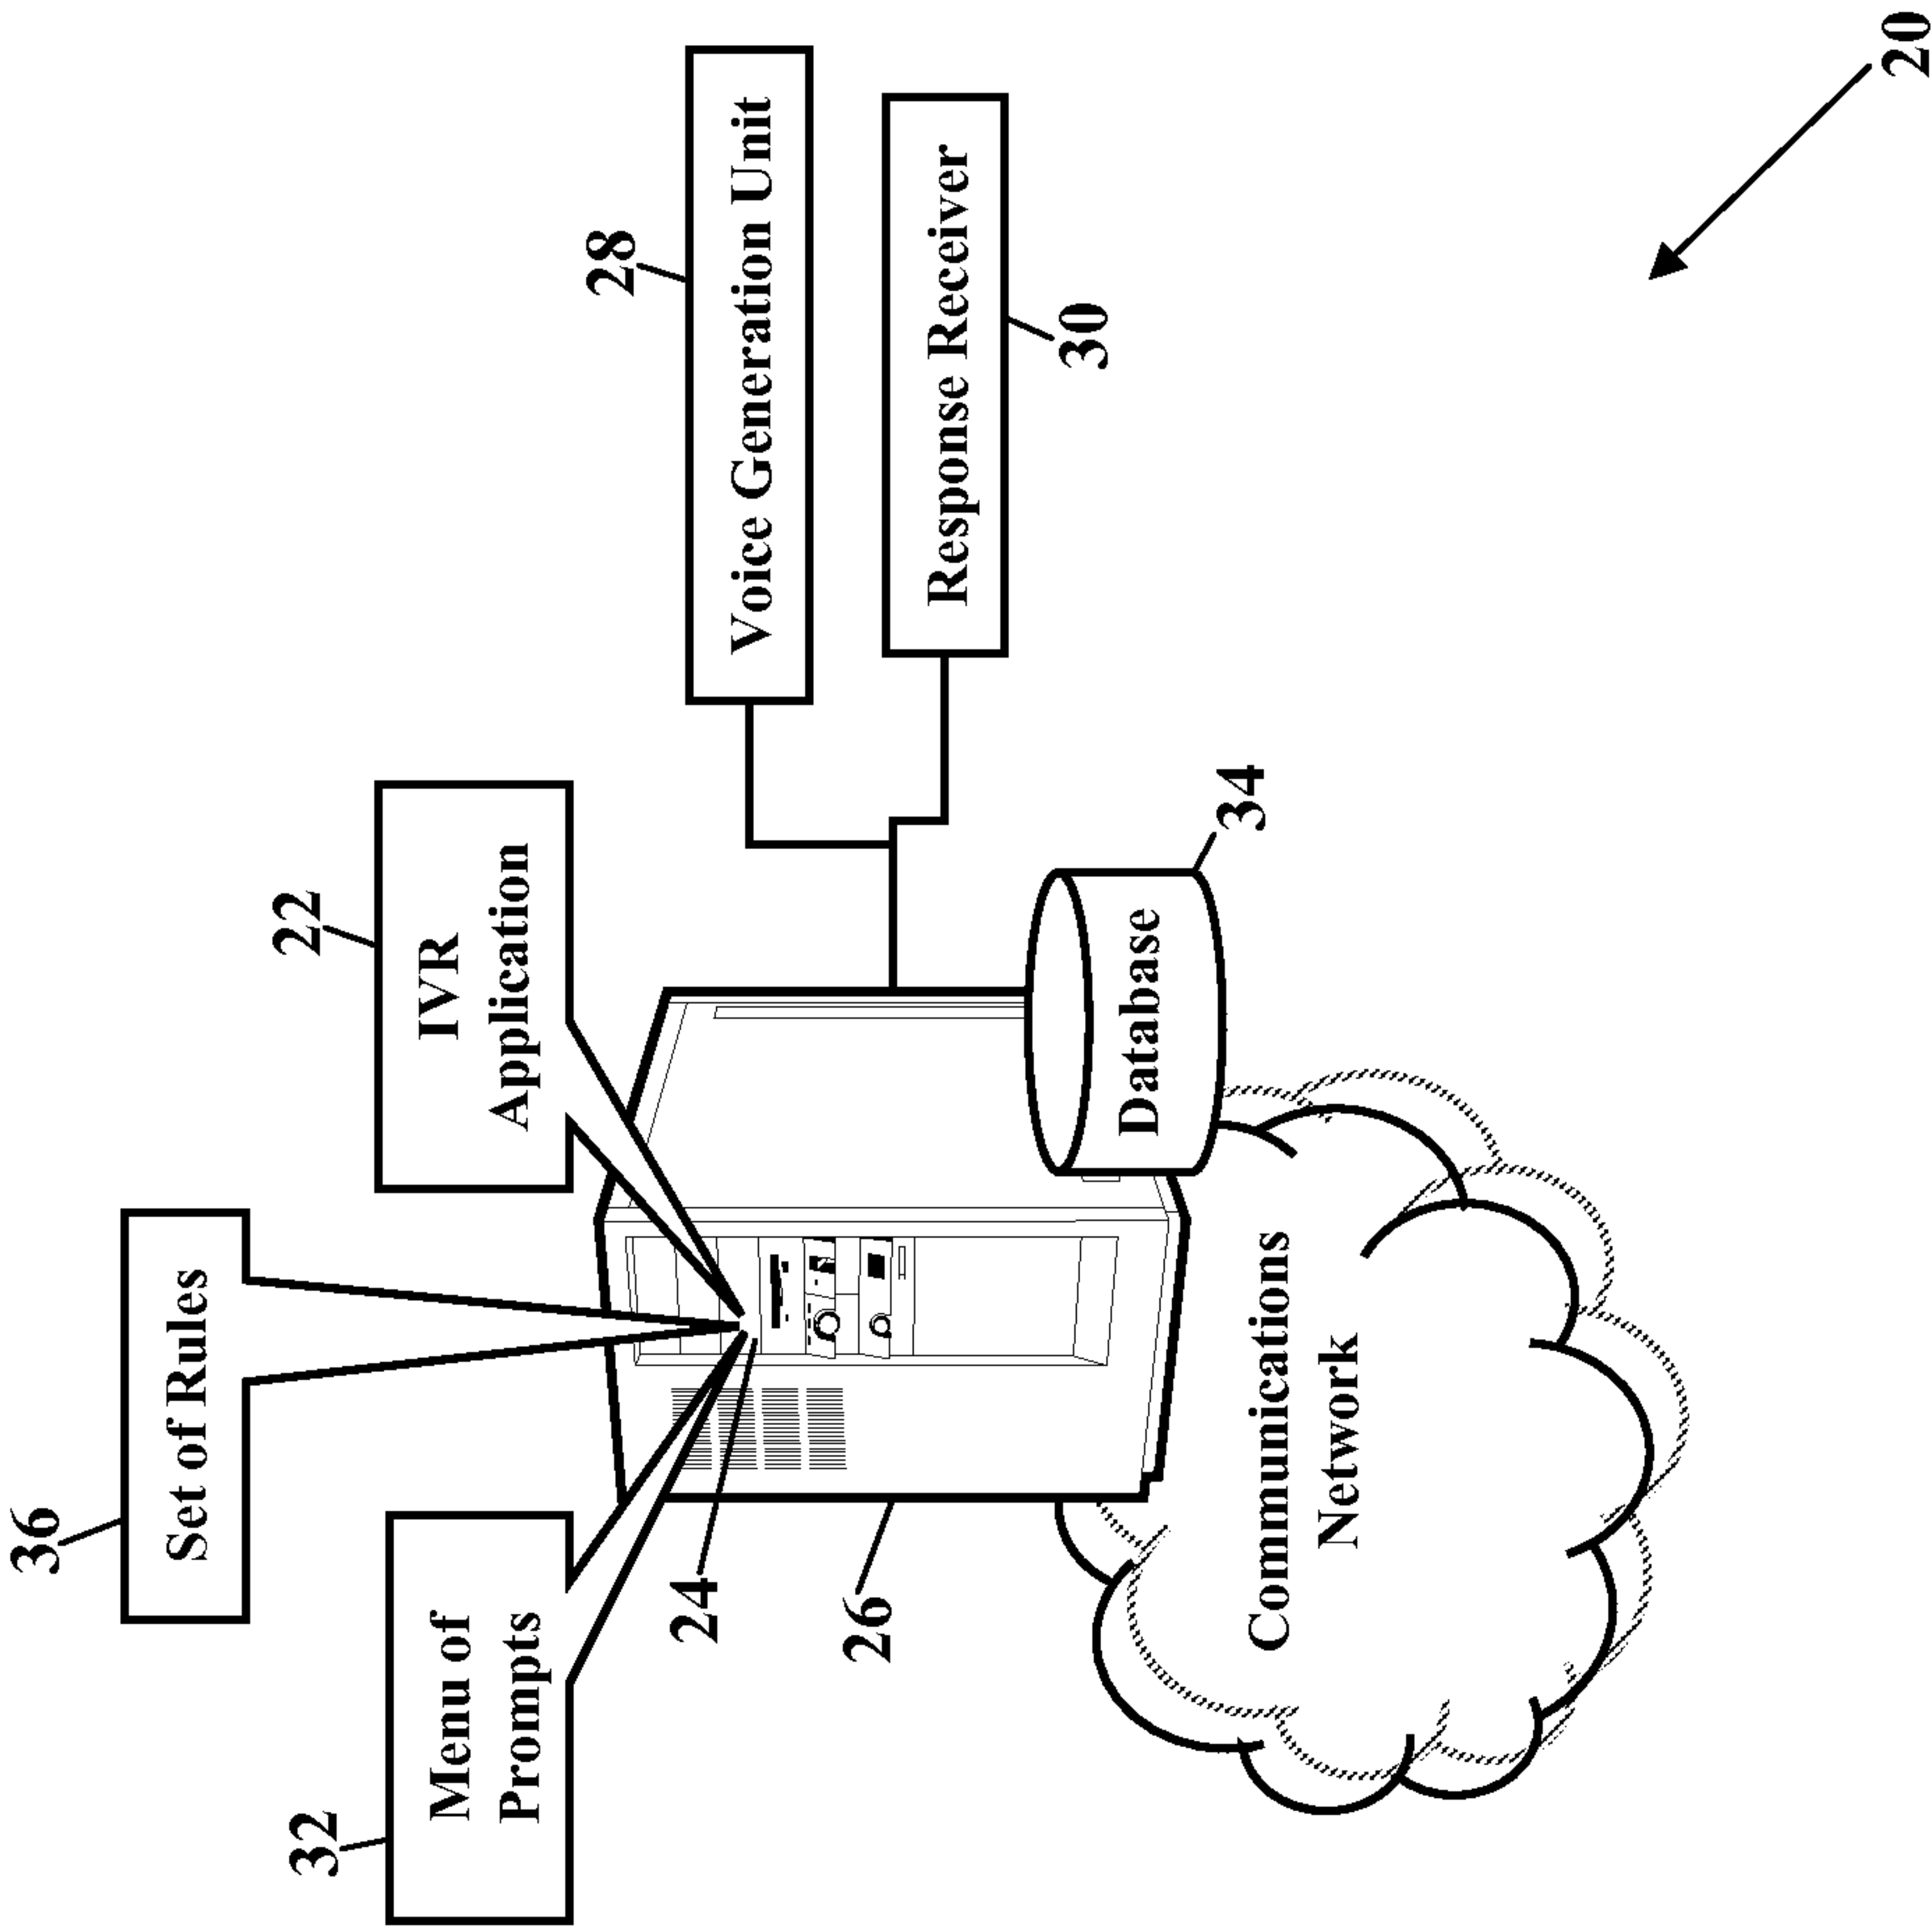 36
Set of Rules
22
32
IVR
Application
Menu of
Prompts
28
Voice Generation Unit
24
26
Response Receiver
30
Database
34
Communications
Network
20